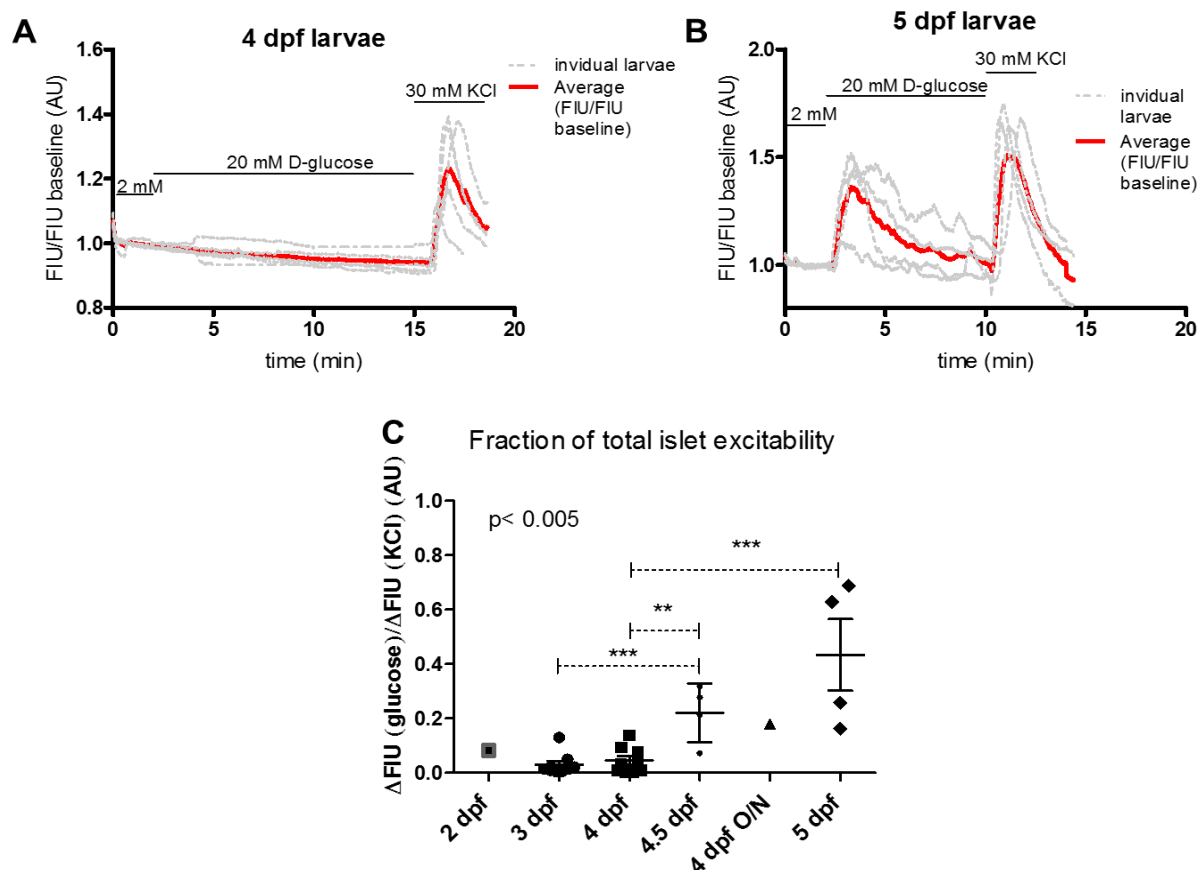 A
4 dpf larvae
FIU/FIU baseline (AU)
1.6
1.4
1.2
1.0
0.8
0
5
10
15
20
time (min)
2 mM
20 mM D-glucose
30 mM KCl
invidual larvae
Average
(FIU/FIU
baseline)
B
5 dpf larvae
FIU/FIU baseline (AU)
2.0
1.5
1.0
0
5
10
15
20
time (min)
2 mM
20 mM D-glucose
30 mM KCl
invidual
larvae
Average
(FIU/FIU
baseline)
C
Fraction of total islet excitability
ΔFIU (glucose)/ΔFIU (KCl) (AU)
1.0
0.8
0.6
0.4
0.2
0.0
p< 0.005
***
**
***
2 dpf
3 dpf
4 dpf
4.5 dpf
4 dpf O/N
5 dpf